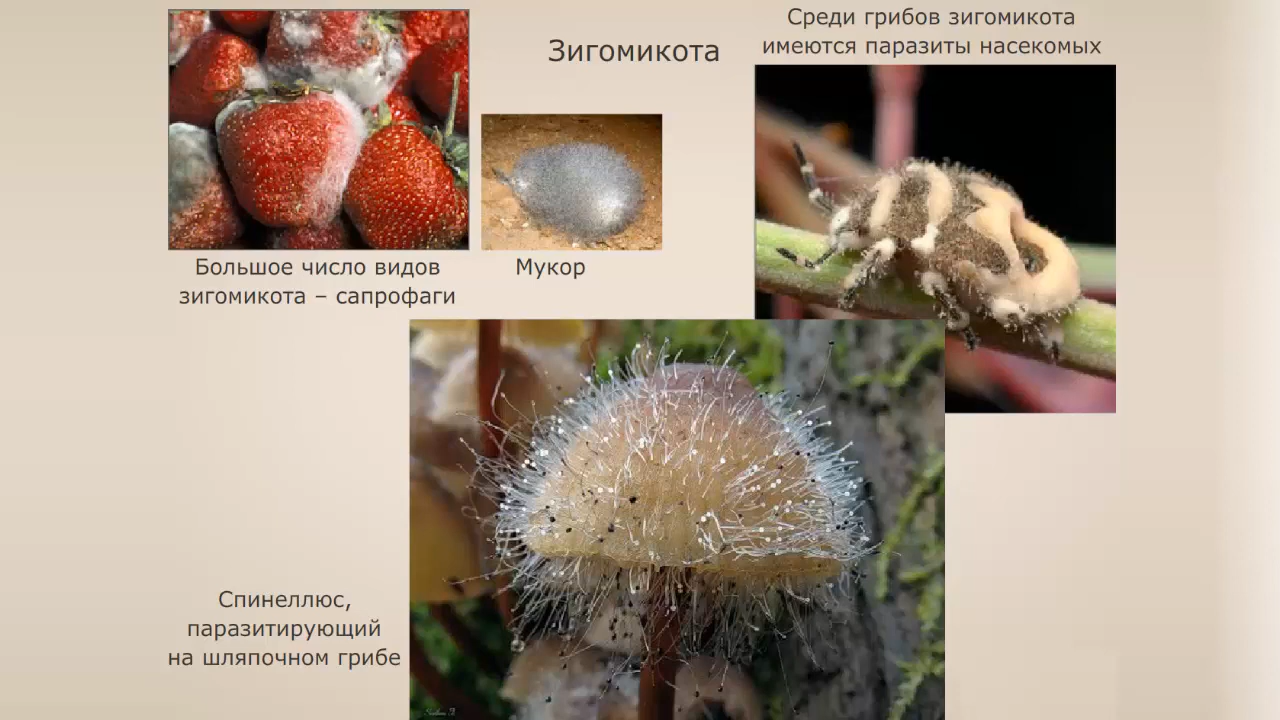 Зигомикота
Среди грибов зигомикота
имеются паразиты насекомых
Большое число видов
зигомикота – сапрофаги
Мукор
Спинеллюс,
паразитирующий
на шляпочном грибе